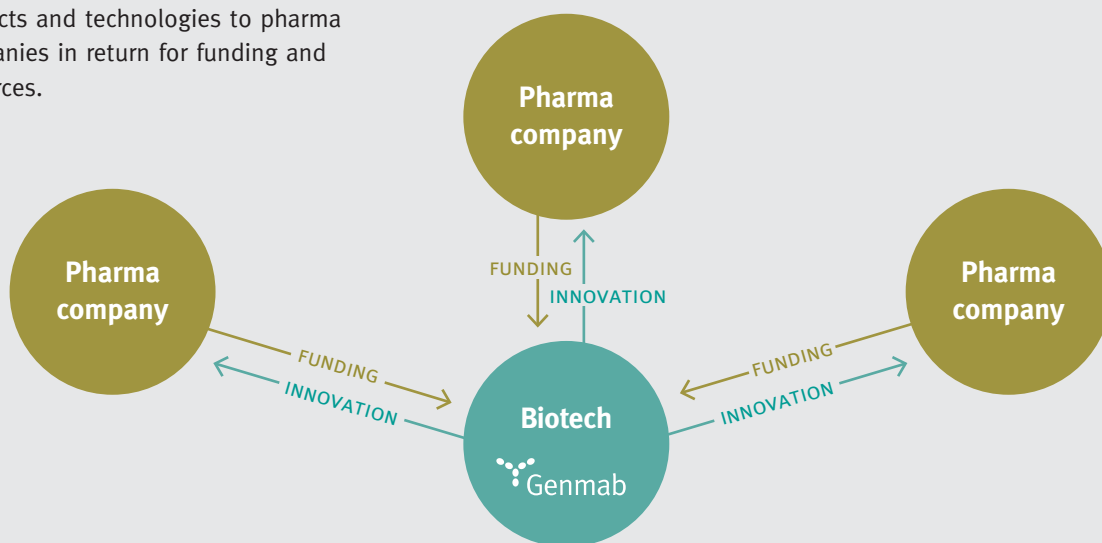 cts and technologies to pharma
anies in return for funding and
rces.
Pharma
company
Pharma
company
Pharma
company
FUNDING
INNOVATION
FUNDING
INNOVATION
FUNDING
INNOVATION
Biotech
Genmab